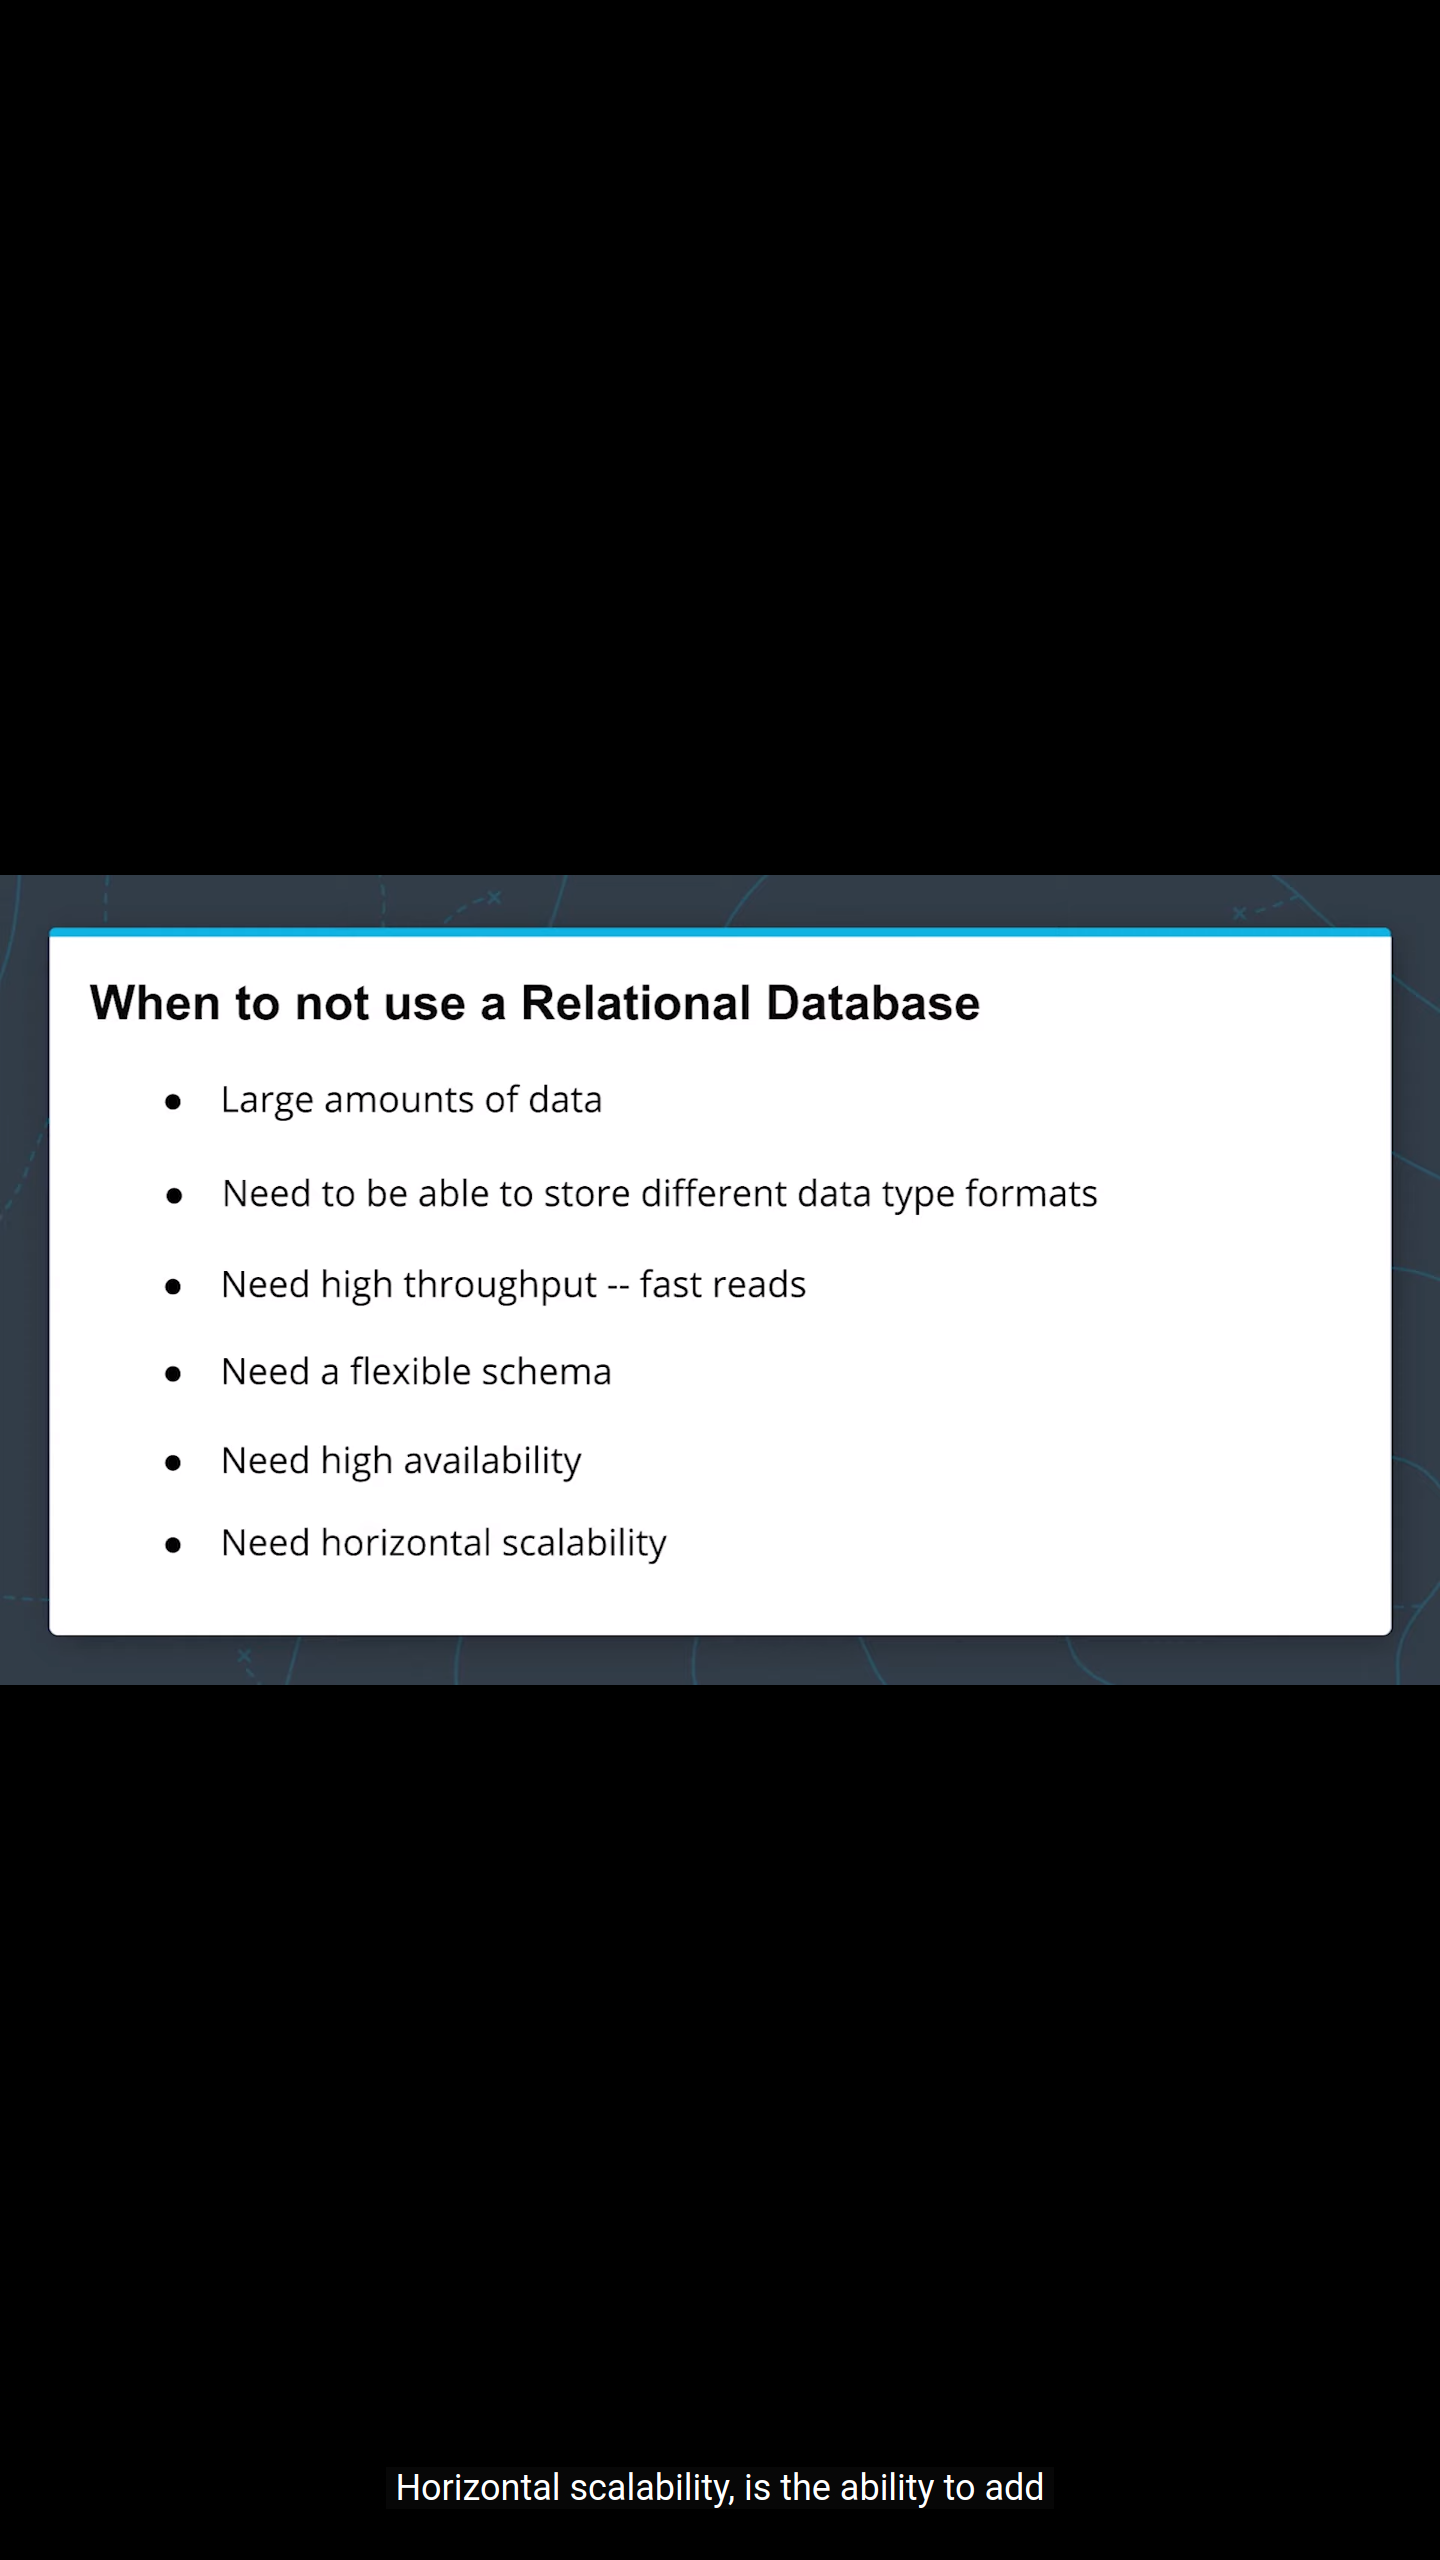 When to not use a Relational Database
● Large amounts of data
● Need to be able to store different data type formats
● Need high throughput -- fast reads
● Need a flexible schema
● Need high availability
● Need horizontal scalability
Horizontal scalability, is the ability to add